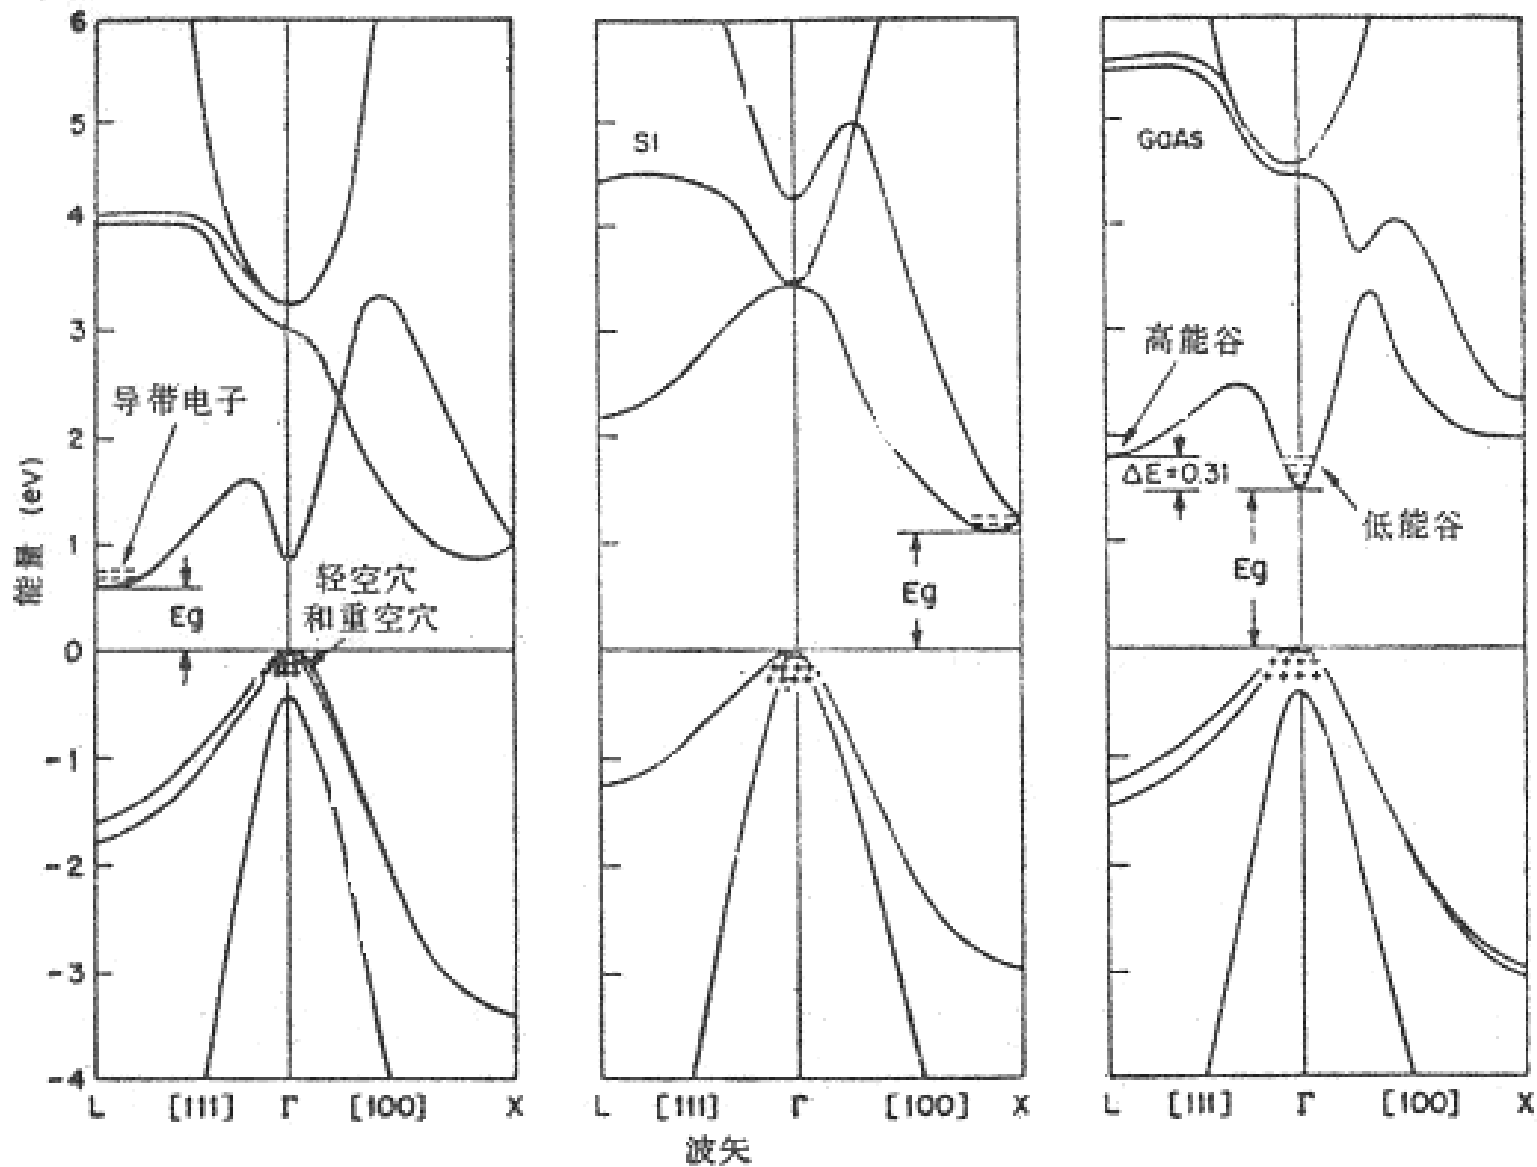 6
5
4
3
2
1
0
-1
-2
-3
-4
能量 (ev)
导带电子
Eg
轻空穴
和重空穴
L [111] Γ [100] X
Si
Eg
L [111] Γ [100] X
GaAs
高能谷
ΔE=0.31
低能谷
Eg
L [111] Γ [100] X
波矢